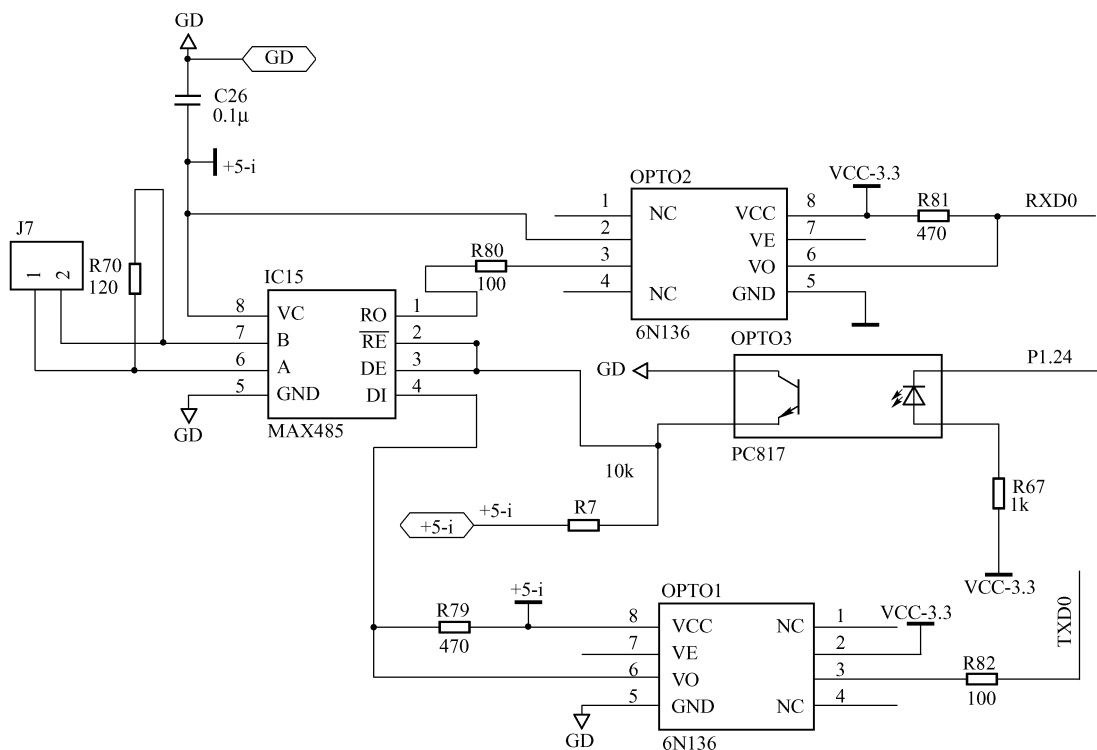 GD
GD
C26
0.1μ
+5-i
J7
1
2
R70
120
IC15
8
VC
RO
1
7
B
RE
2
6
A
DE
3
5
GND
DI
4
GD
MAX485
R80
100
OPTO2
1
NC
VCC
8
2
VE
7
3
VO
6
4
NC
GND
5
6N136
VCC-3.3
R81
470
RXD0
OPTO3
GD
P1.24
PC817
10k
R67
1k
VCC-3.3
+5-i
+5-i
R7
+5-i
R79
470
OPTO1
8
VCC
NC
1
7
VE
2
6
VO
3
5
GND
NC
4
GD
6N136
VCC-3.3
R82
100
TXD0